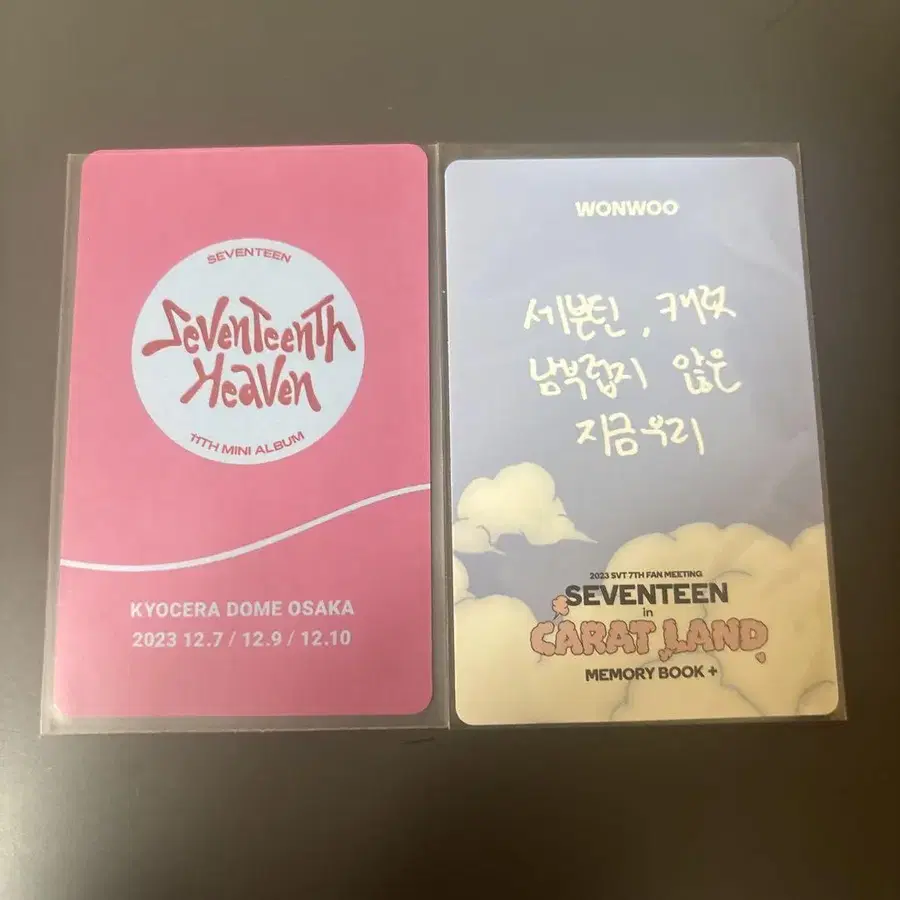 SEVENTEEN
Seventeenth
Heaven
11TH MINI ALBUM
KYOCERA DOME OSAKA
2023 12.7 / 12.9 / 12.10
WONWOO
세븐틴, 캐럿
남부럽지 않은
지금우리
2023 SVT 7TH FAN MEETING
SEVENTEEN
in
CARAT LAND
MEMORY BOOK +